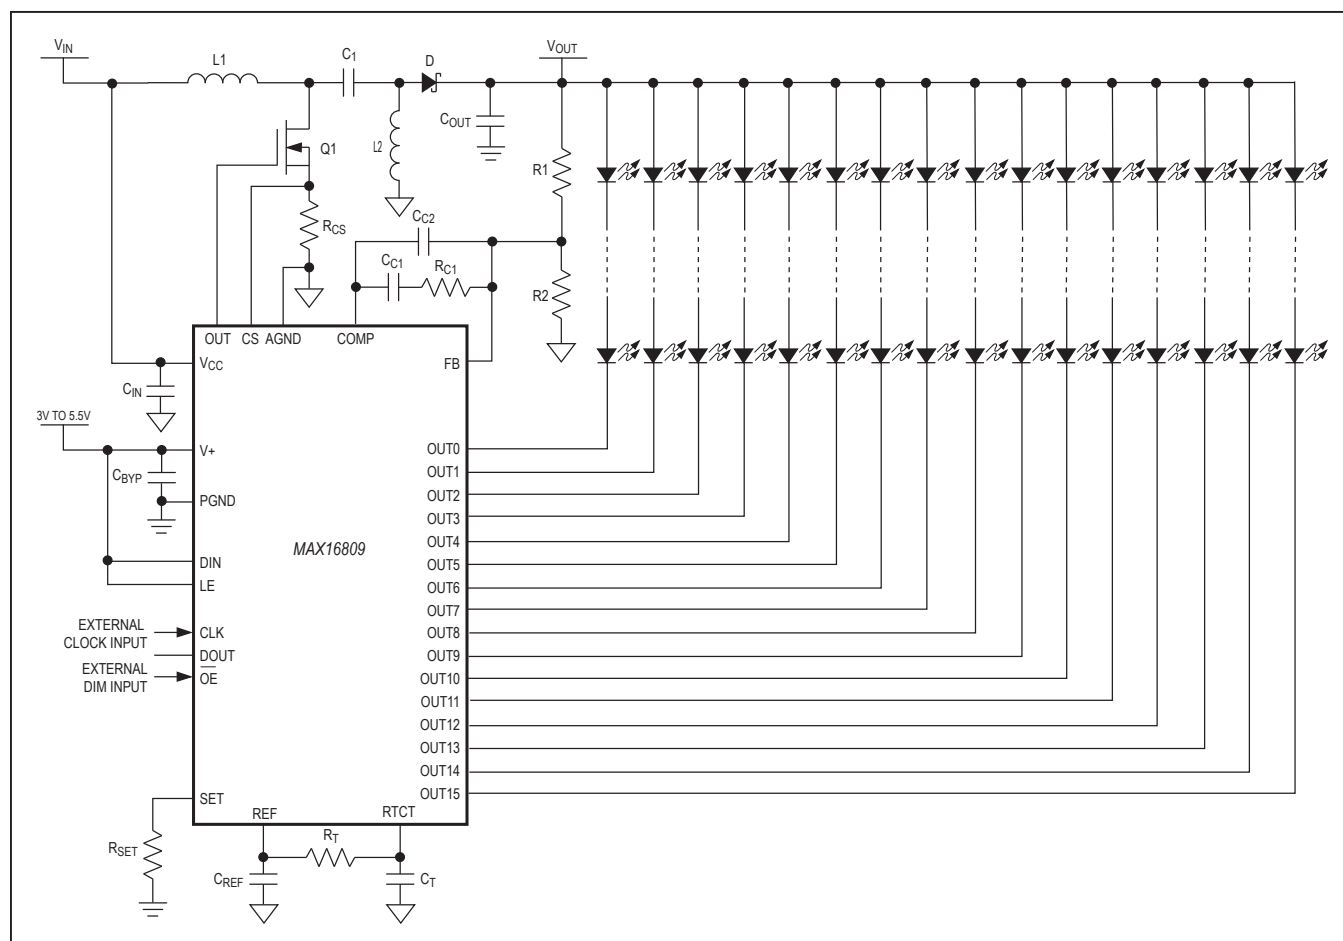 VIN
L1
C1
D
VOUT
COUT
Q1
L2
R1
RCS
CC2
CC1
RC1
R2
OUT
CS
AGND
COMP
VCC
FB
CIN
3V TO 5.5V
V+
CBYP
PGND
MAX16809
DIN
LE
EXTERNAL
CLOCK INPUT
CLK
DOUT
EXTERNAL
DIM INPUT
OE
OUT0
OUT1
OUT2
OUT3
OUT4
OUT5
OUT6
OUT7
OUT8
OUT9
OUT10
OUT11
OUT12
OUT13
OUT14
OUT15
SET
REF
RTCT
RSET
RT
CREF
CT